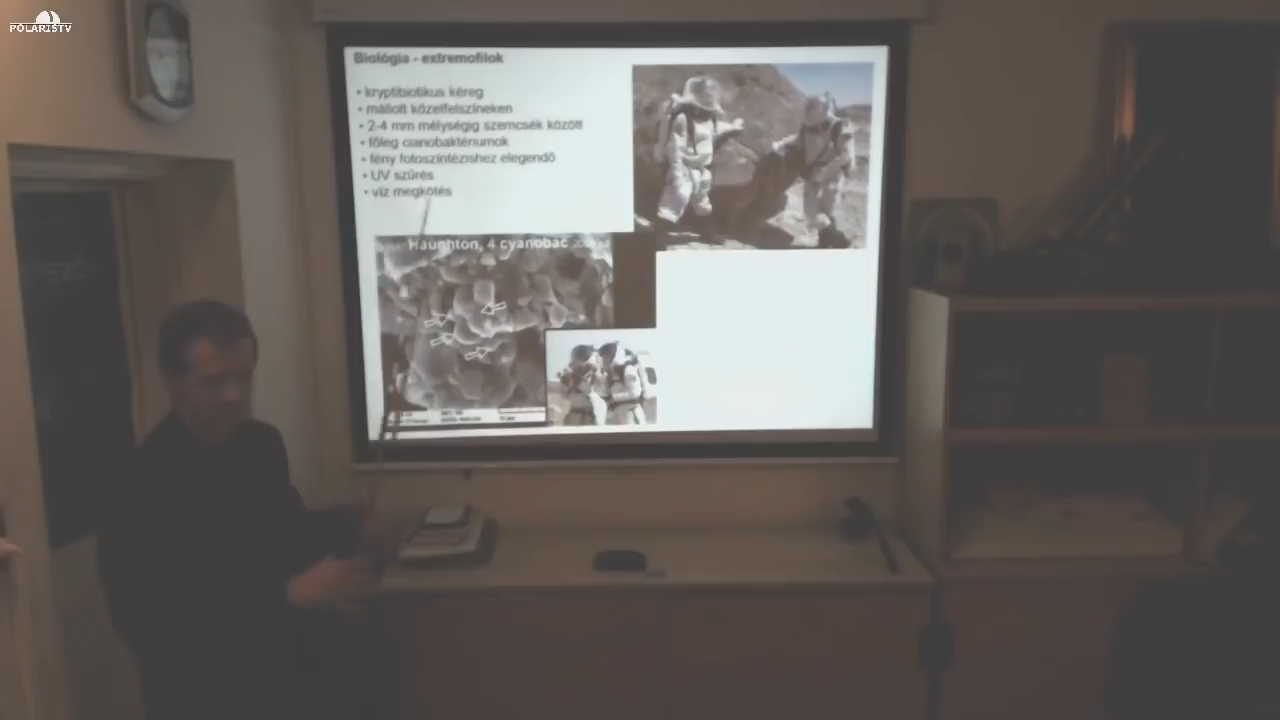 POLARISTV
Biológia - extremofilok
• kryptibiotikus kéreg
• mállott kőzetfelszíneken
• 2-4 mm mélységig szemcsék között
• főleg cianobaktériumok
• fény fotoszintézishez elegendő
• UV szűrés
• víz megkötés
Haughton, 4 cyanobac